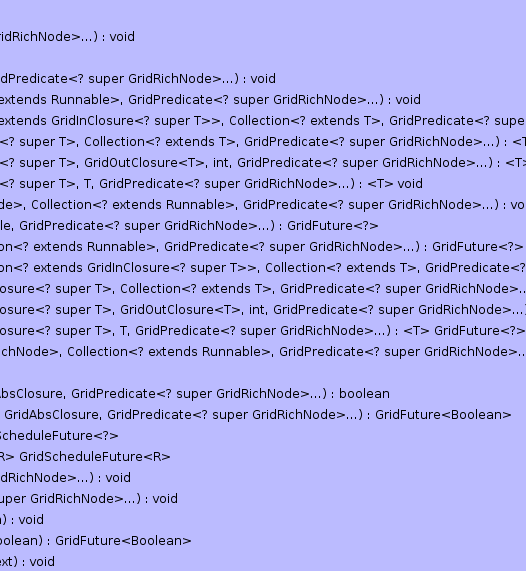 ridRichNode>...) : void
dPredicate<? super GridRichNode>...) : void
extends Runnable>, GridPredicate<? super GridRichNode>...) : void
extends GridInClosure<? super T>>, Collection<? extends T>, GridPredicate<? supe
<? super T>, Collection<? extends T>, GridPredicate<? super GridRichNode>...) : <T
<? super T>, GridOutClosure<T>, int, GridPredicate<? super GridRichNode>...) : <T>
<? super T>, T, GridPredicate<? super GridRichNode>...) : <T> void
de>, Collection<? extends Runnable>, GridPredicate<? super GridRichNode>...) : vo
le, GridPredicate<? super GridRichNode>...) : GridFuture<?>
on<? extends Runnable>, GridPredicate<? super GridRichNode>...) : GridFuture<?>
on<? extends GridInClosure<? super T>>, Collection<? extends T>, GridPredicate<?
osure<? super T>, Collection<? extends T>, GridPredicate<? super GridRichNode>..
osure<? super T>, GridOutClosure<T>, int, GridPredicate<? super GridRichNode>...)
osure<? super T>, T, GridPredicate<? super GridRichNode>...) : <T> GridFuture<?>
ichNode>, Collection<? extends Runnable>, GridPredicate<? super GridRichNode>...
AbsClosure, GridPredicate<? super GridRichNode>...) : boolean
, GridAbsClosure, GridPredicate<? super GridRichNode>...) : GridFuture<Boolean>
ScheduleFuture<?>
R> GridScheduleFuture<R>
idRichNode>...) : void
super GridRichNode>...) : void
n) : void
oolean) : GridFuture<Boolean>
ext) : void